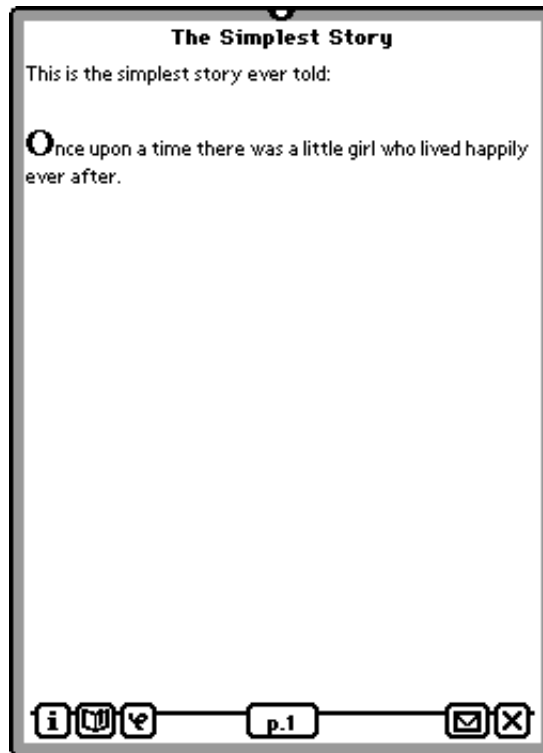 The Simplest Story
This is the simplest story ever told:
Once upon a time there was a little girl who lived happily
ever after.
i
p.1